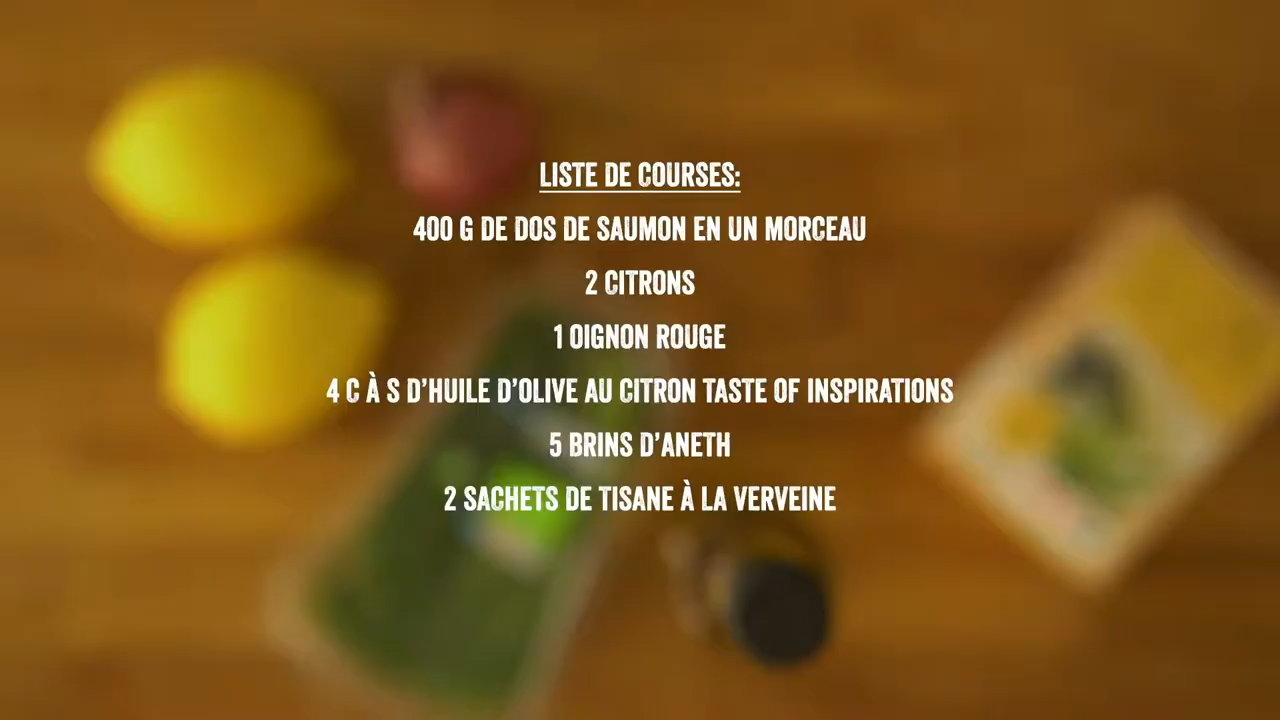 LISTE DE COURSES:
400 G DE DOS DE SAUMON EN UN MORCEAU
2 CITRONS
1 OIGNON ROUGE
4 C À S D'HUILE D'OLIVE AU CITRON TASTE OF INSPIRATIONS
5 BRINS D'ANETH
2 SACHETS DE TISANE À LA VERVEINE